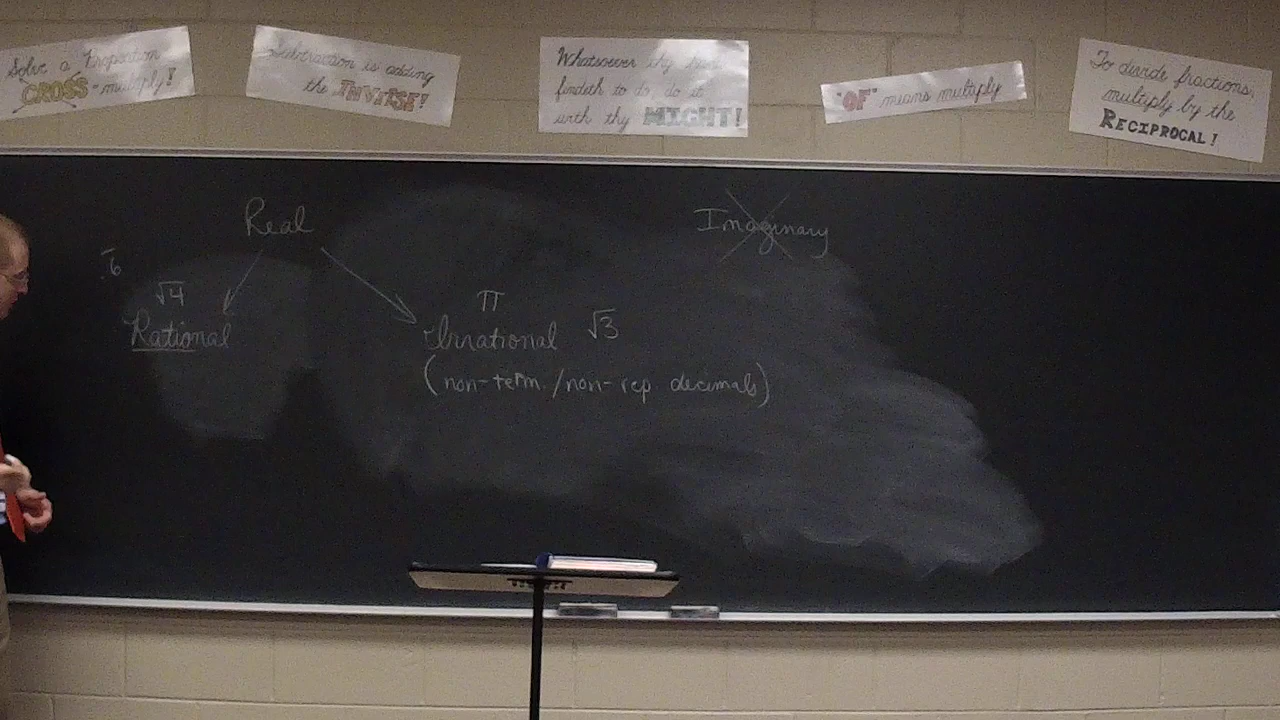 Solve a Proportion
CROSS-multiply!
Subtraction is adding
the INVERSE!
Whatsoever thy hand
findeth to do, do it
with thy MIGHT!
"OF" means multiply
To divide fractions,
multiply by the
RECIPROCAL!
Real
Imaginary
.6
√4
π
Rational
Irrational √3
(non-term./non-rep. decimals)